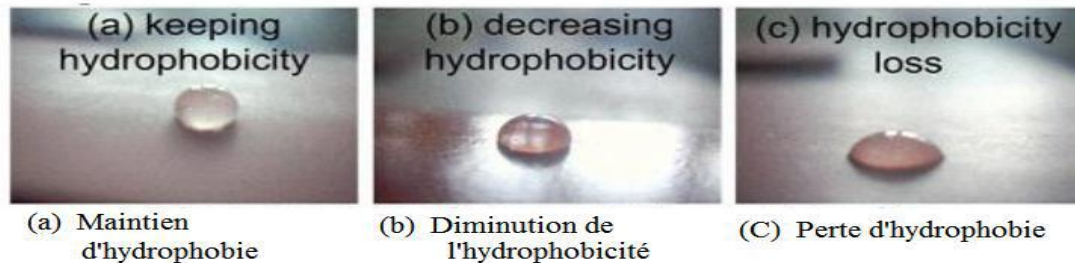 (a) keeping
hydrophobicity
(b) decreasing
hydrophobicity
(c) hydrophobicity
loss
(a) Maintien
d'hydrophobie
(b) Diminution de
l'hydrophobicité
(C) Perte d'hydrophobie